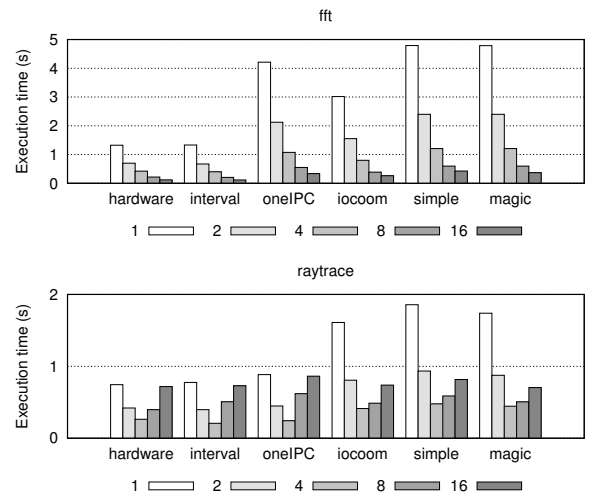 fft
Execution time (s)
5
4
3
2
1
0
hardware interval oneIPC iocoom simple magic
1 2 4 8 16
raytrace
Execution time (s)
2
1
0
hardware interval oneIPC iocoom simple magic
1 2 4 8 16